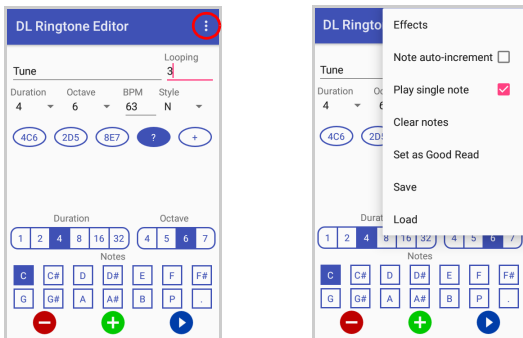 DL Ringtone Editor
Looping
Tune 3
Duration Octave BPM Style
4 6 63 N
4C6 2D5 8E7 ? +
Duration Octave
1 2 4 8 16 32 4 5 6 7
Notes
C C# D D# E F F#
G G# A A# B P .
DL Ringto
Effects
Note auto-increment
Tune
Play single note
Duration Oc
4 6
Clear notes
4C6 2D5
Set as Good Read
Save
Durat
Load
1 2 4 8 16 32 4 5 6 7
Notes
C C# D D# E F F#
G G# A A# B P .